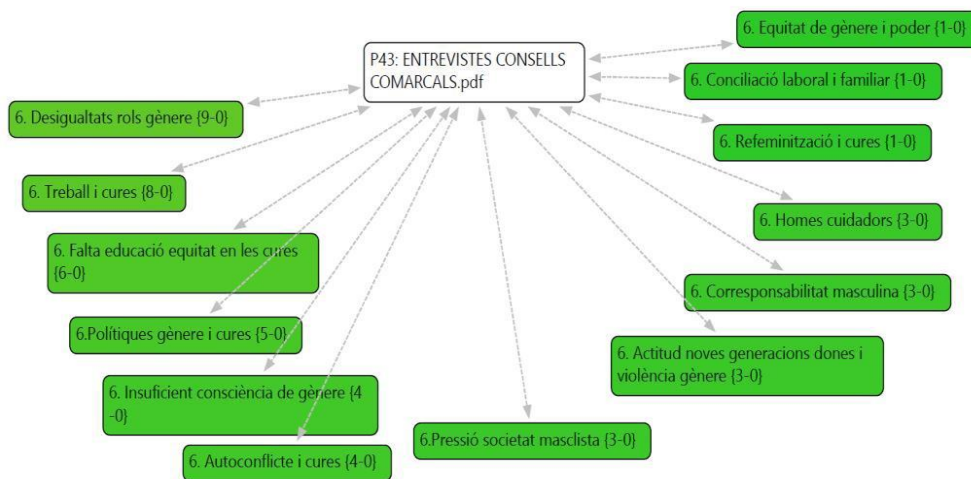 P43: ENTREVISTES CONSELLS
COMARCALS.pdf
6. Equitat de gènere i poder {1-0}
6. Conciliació laboral i familiar {1-0}
6. Refeminització i cures {1-0}
6. Homes cuidadors {3-0}
6. Corresponsabilitat masculina {3-0}
6. Actitud noves generacions dones i
violència gènere {3-0}
6.Pressió societat masclista {3-0}
6. Desigualtats rols gènere {9-0}
6. Treball i cures {8-0}
6. Falta educació equitat en les cures
{6-0}
6.Polítiques gènere i cures {5-0}
6. Insuficient consciència de gènere {4
-0}
6. Autoconflicte i cures {4-0}